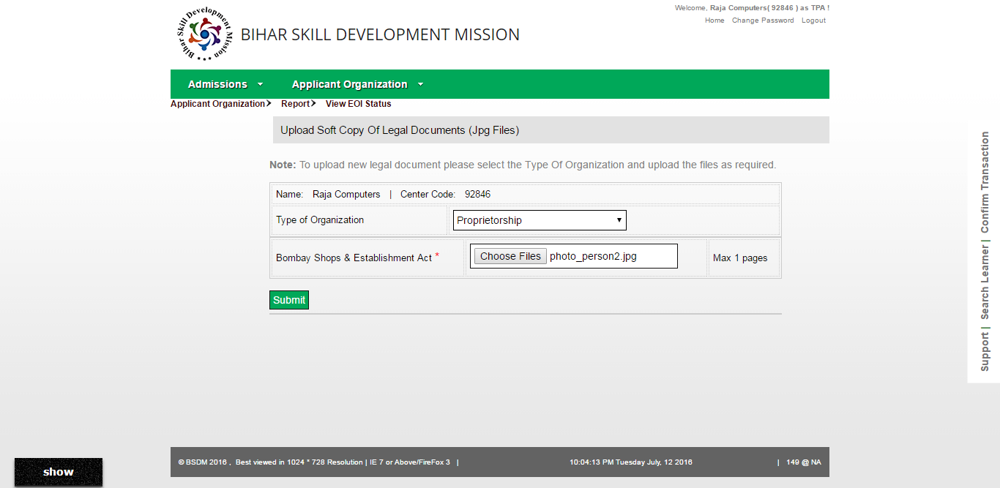 Welcome, Raja Computers( 92846 ) as TPA !
Home Change Password Logout
Bihar Skill Development Mission
BIHAR SKILL DEVELOPMENT MISSION
Admissions Applicant Organization
Applicant Organization Report View EOI Status
Upload Soft Copy Of Legal Documents (Jpg Files)
Note: To upload new legal document please select the Type Of Organization and upload the files as required.
Name: Raja Computers | Center Code: 92846
Type of Organization Proprietorship
Bombay Shops & Establishment Act * Choose Files photo_person2.jpg Max 1 pages
Submit
Support | Search Learner | Confirm Transaction
show
© BSDM 2016 , Best viewed in 1024 * 728 Resolution | IE 7 or Above/FireFox 3 | 10:04:13 PM Tuesday July, 12 2016 | 149 @ NA